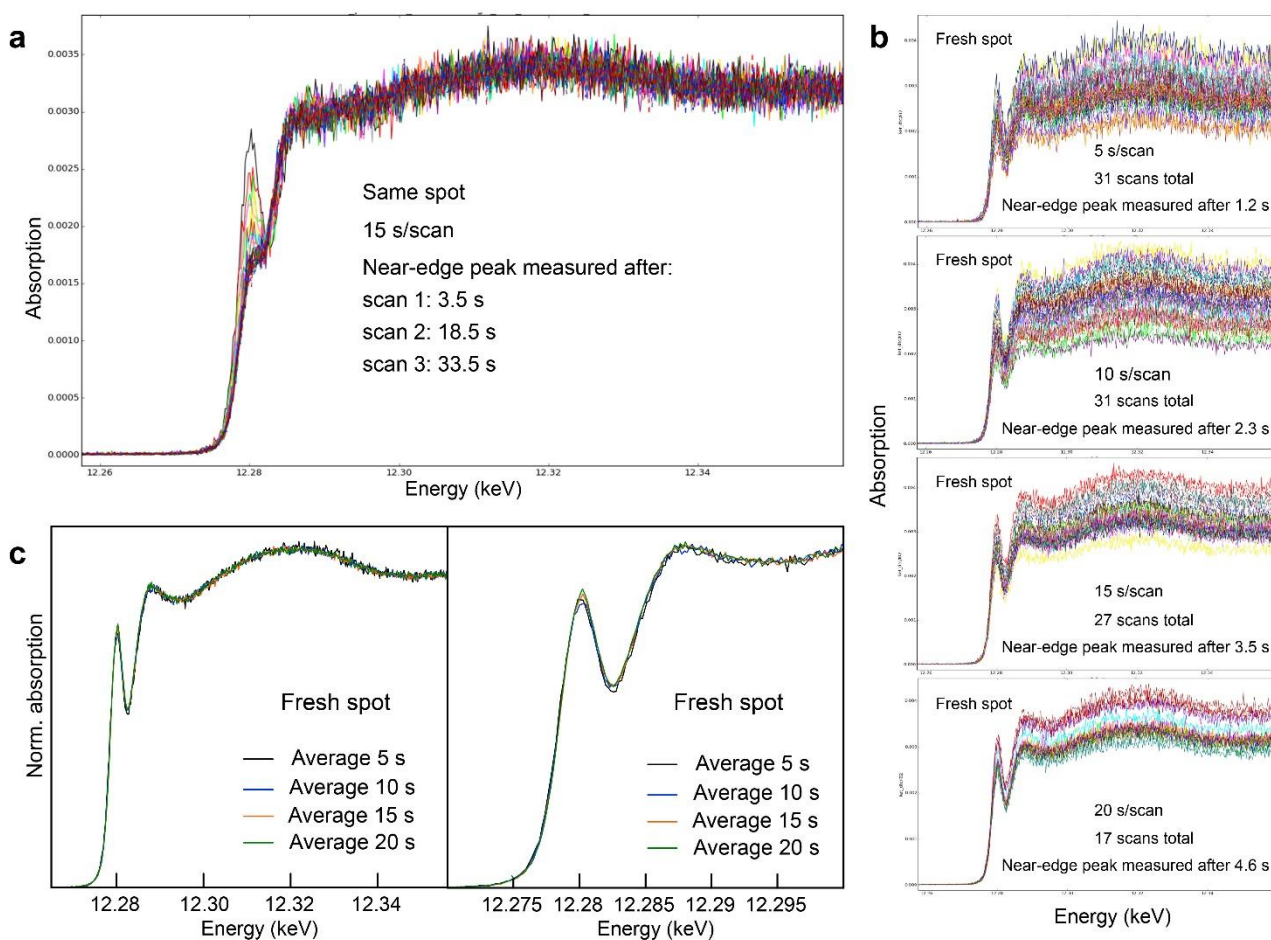 a
0.0035
0.0030
0.0025
0.0020
0.0015
0.0010
0.0005
0.0000
Absorption
Same spot
15 s/scan
Near-edge peak measured after:
scan 1: 3.5 s
scan 2: 18.5 s
scan 3: 33.5 s
12.26 12.28 12.30 12.32 12.34
Energy (keV)
b
Absorption
Fresh spot
5 s/scan
31 scans total
Near-edge peak measured after 1.2 s
Fresh spot
10 s/scan
31 scans total
Near-edge peak measured after 2.3 s
Fresh spot
15 s/scan
27 scans total
Near-edge peak measured after 3.5 s
Fresh spot
20 s/scan
17 scans total
Near-edge peak measured after 4.6 s
Energy (keV)
c
Norm. absorption
Fresh spot
Average 5 s
Average 10 s
Average 15 s
Average 20 s
12.28 12.30 12.32 12.34
Energy (keV)
Fresh spot
Average 5 s
Average 10 s
Average 15 s
Average 20 s
12.275 12.28 12.285 12.29 12.295
Energy (keV)